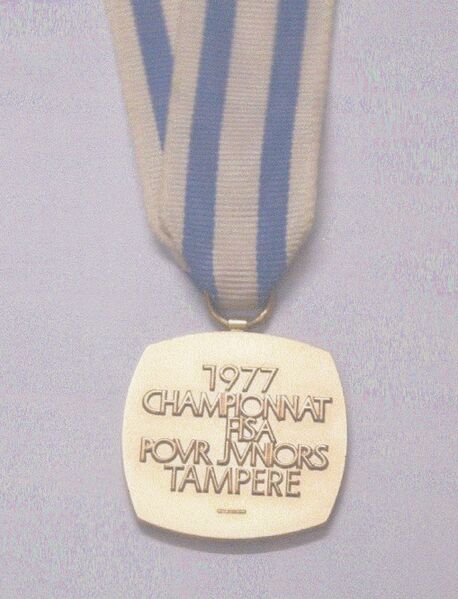 1977
CHAMPIONNAT
FISA
POVR JVNIORS
TAMPERE